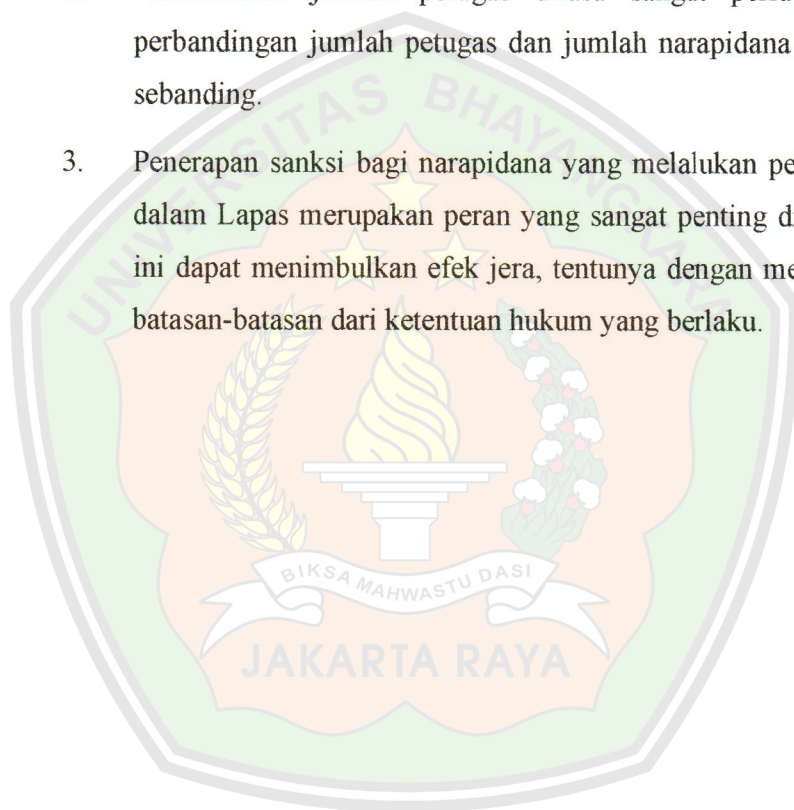 perbandingan jumlah petugas dan jumlah narapidana
sebanding.
3. Penerapan sanksi bagi narapidana yang melalukan
dalam Lapas merupakan peran yang sangat penting
ini dapat menimbulkan efek jera, tentunya dengan
batasan-batasan dari ketentuan hukum yang berlaku.
UNIVERSITAS BHAYANGKARA
BIKSA MAHWASTU DASI
JAKARTA RAYA